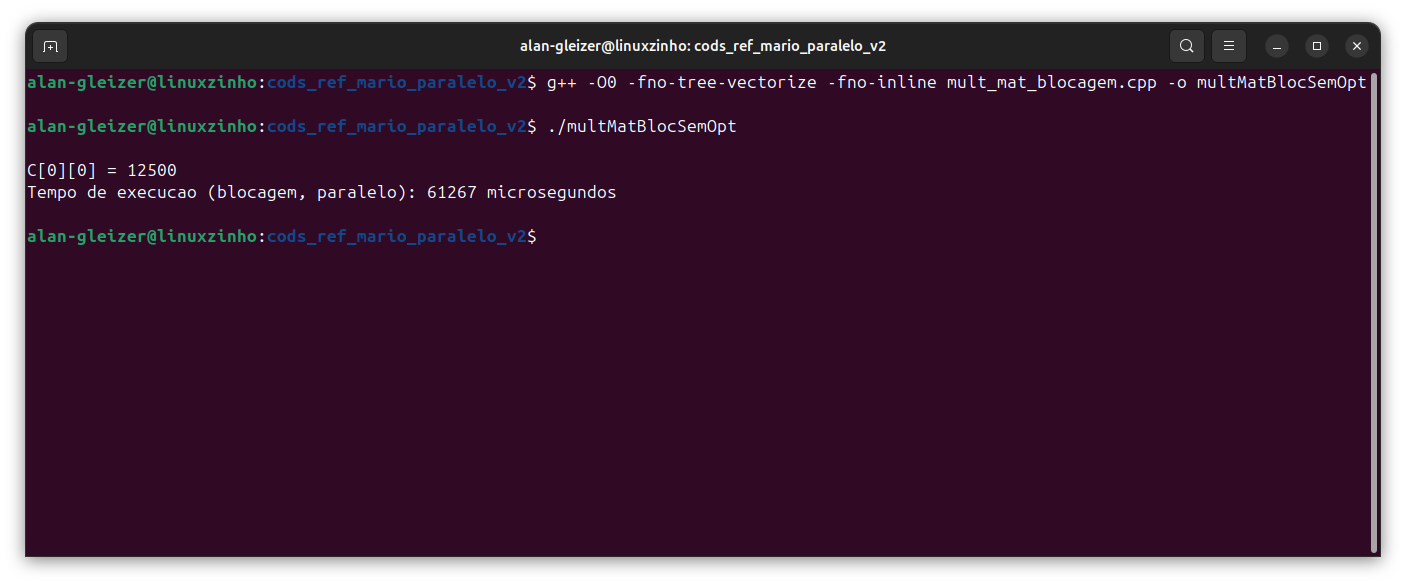 alan-gleizer@linuxzinho: cods_ref_mario_paralelo_v2
alan-gleizer@linuxzinho:cods_ref_mario_paralelo_v2$ g++ -O0 -fno-tree-vectorize -fno-inline mult_mat_blocagem.cpp -o multMatBlocSemOpt
alan-gleizer@linuxzinho:cods_ref_mario_paralelo_v2$ ./multMatBlocSemOpt
C[0][0] = 12500
Tempo de execucao (blocagem, paralelo): 61267 microsegundos
alan-gleizer@linuxzinho:cods_ref_mario_paralelo_v2$